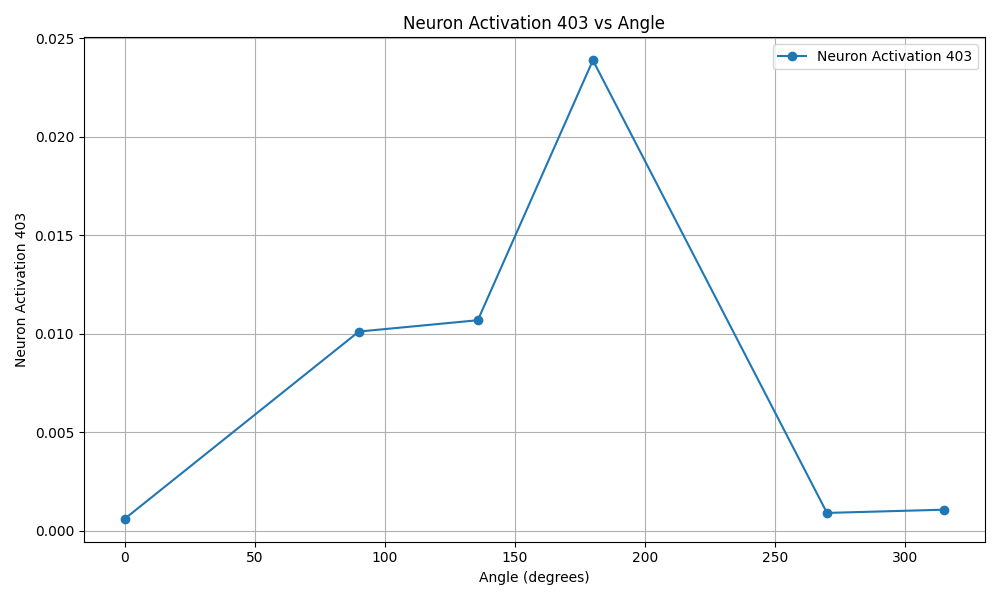 Neuron Activation 403 vs Angle
Neuron Activation 403
0.025
0.020
0.015
0.010
0.005
0.000
Neuron Activation 403
0 50 100 150 200 250 300
Angle (degrees)